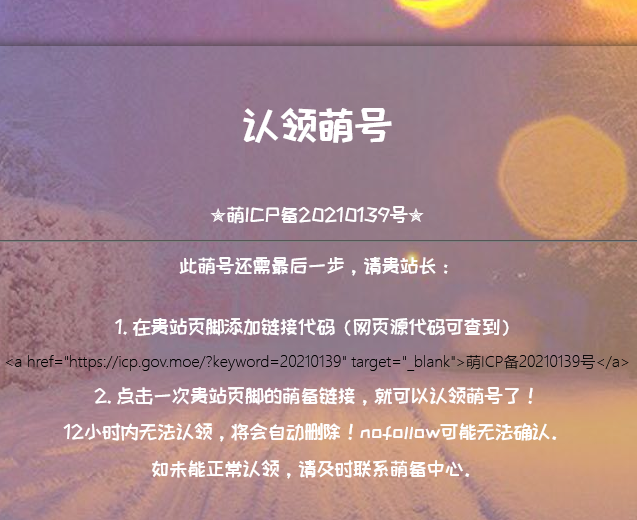 认领萌号
★萌ICP备20210139号★
此萌号还需最后一步，请贵站长：
1. 在贵站页脚添加链接代码（网页源代码可查到）
<a href="https://icp.gov.moe/?keyword=20210139" target="_blank">萌ICP备20210139号</a>
2. 点击一次贵站页脚的萌备链接，就可以认领萌号了！
12小时内无法认领，将会自动删除！nofollow可能无法确认。
如未能正常认领，请及时联系萌备中心。